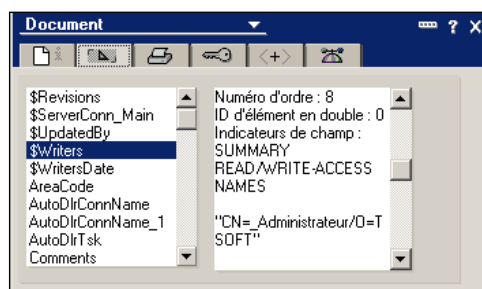 Document
? X
<+>
$Revisions
$ServerConn_Main
$UpdatedBy
$Writers
$WritersDate
AreaCode
AutoDlrConnName
AutoDlrConnName_1
AutoDlrTsk
Comments
Numéro d'ordre : 8
ID d'élément en double : 0
Indicateurs de champ :
SUMMARY
READ/WRITE-ACCESS
NAMES
"CN=_Administrateur/O=T
SOFT"